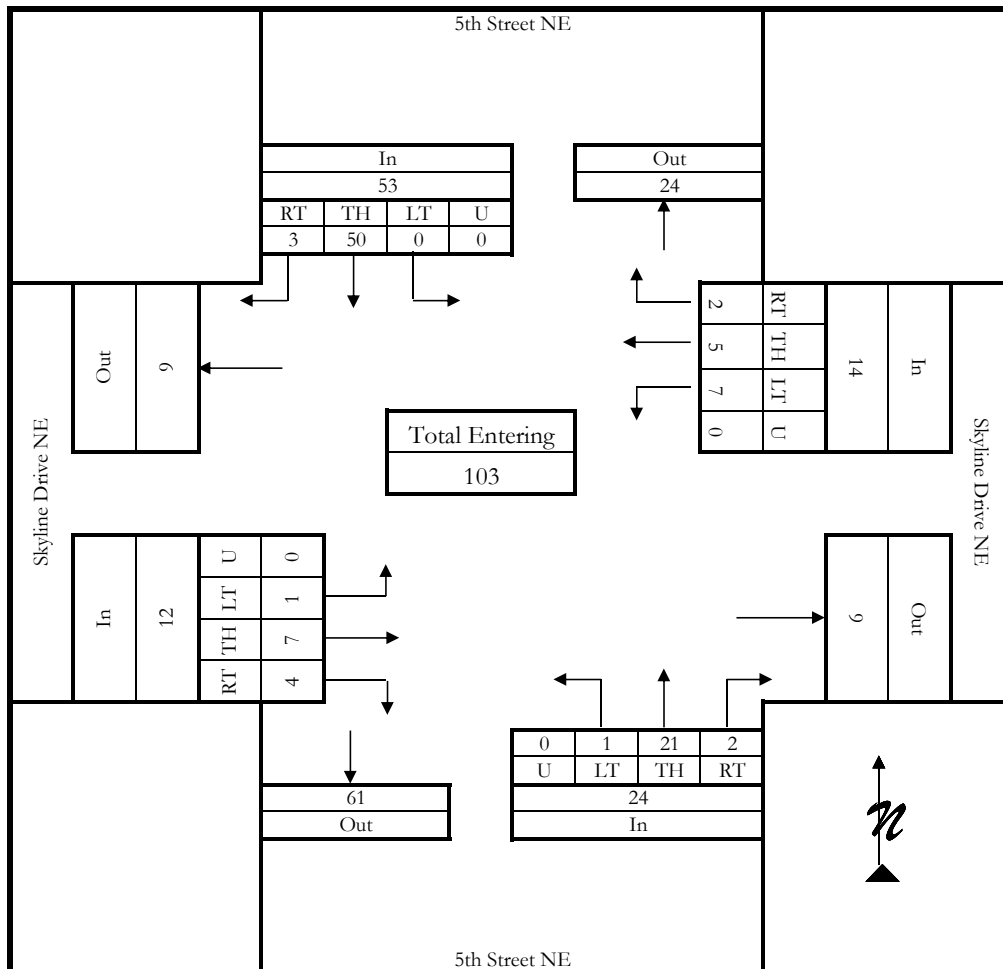 5th Street NE
In
53
RT TH LT U
3 50 0 0
Out
24
Out 9
2 RT
5 TH
7 LT
0 U
14 In
Skyline Drive NE
Total Entering
103
Skyline Drive NE
In 12
U 0
LT 1
TH 7
RT 4
9 Out
0 1 21 2
U LT TH RT
24
In
61
Out
N
5th Street NE